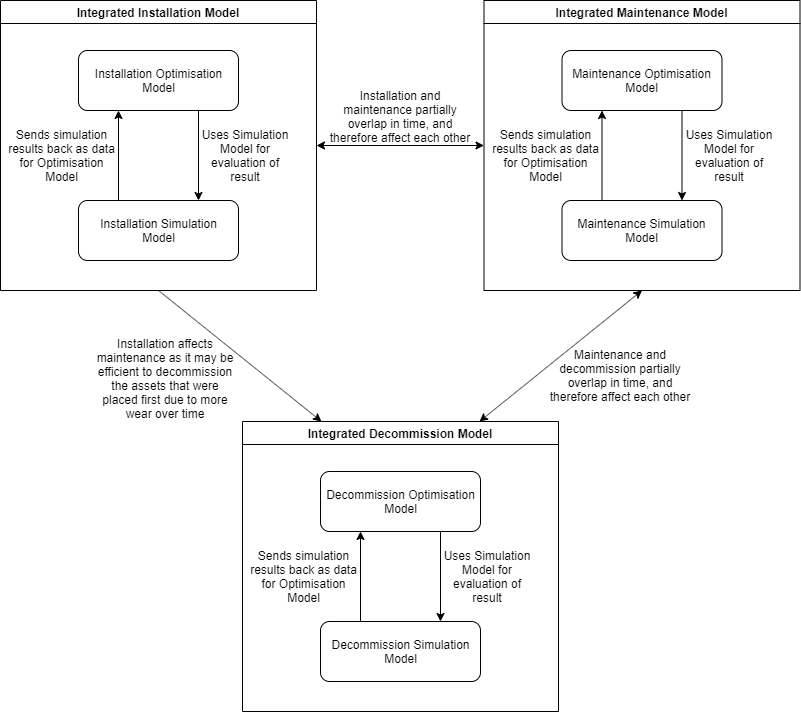 Integrated Installation Model
Installation Optimisation
Model
Sends simulation
results back as data
for Optimisation
Model
Uses Simulation
Model for
evaluation of
result
Installation Simulation
Model
Installation and
maintenance partially
overlap in time, and
therefore affect each other
Integrated Maintenance Model
Maintenance Optimisation
Model
Sends simulation
results back as data
for Optimisation
Model
Uses Simulation
Model for
evaluation of
result
Maintenance Simulation
Model
Installation affects
maintenance as it may be
efficient to decommission
the assets that were
placed first due to more
wear over time
Maintenance and
decommission partially
overlap in time, and
therefore affect each other
Integrated Decommission Model
Decommission Optimisation
Model
Sends simulation
results back as data
for Optimisation
Model
Uses Simulation
Model for
evaluation of
result
Decommission Simulation
Model